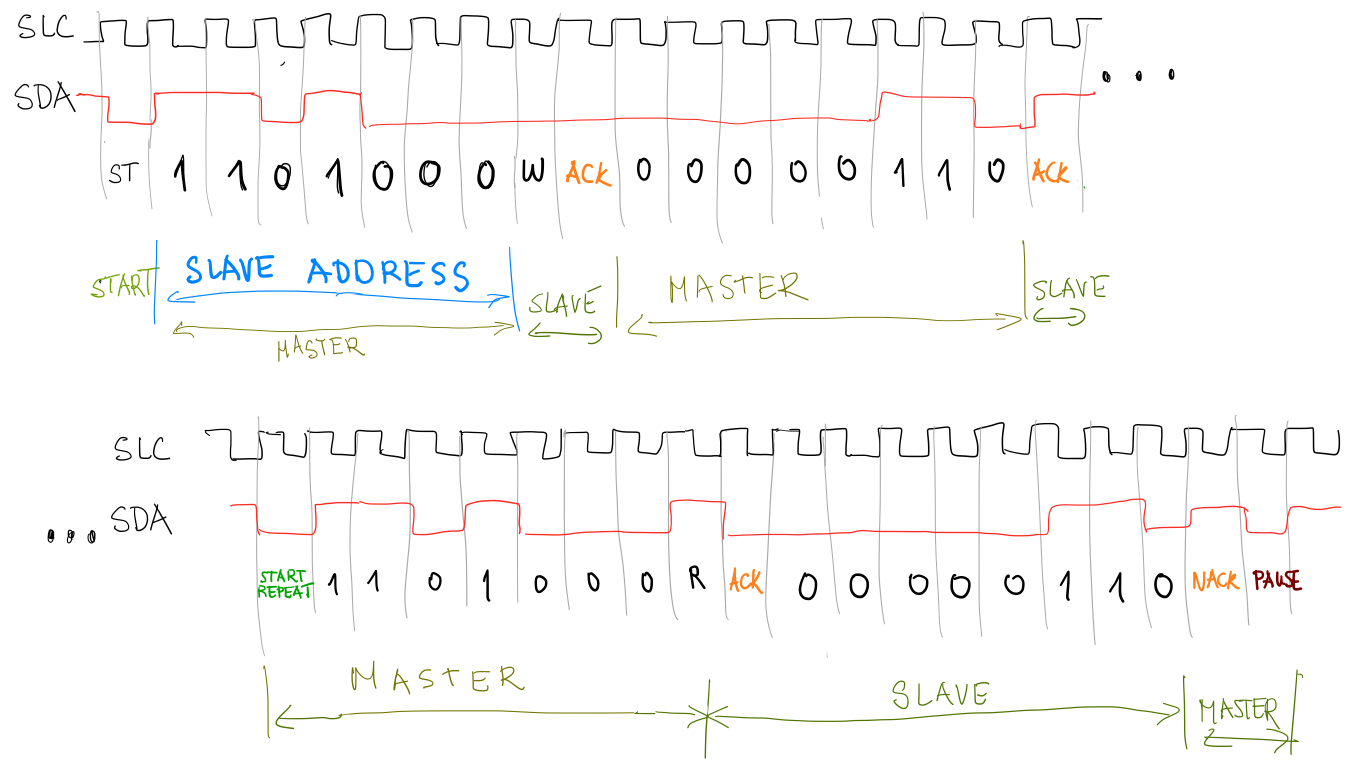 SLC
SDA
ST 1 1 0 1 0 0 0 W ACK 0 0 0 0 0 1 1 0 ACK
START SLAVE ADDRESS SLAVE MASTER SLAVE
MASTER
SLC
SDA
START REPEAT 1 1 0 1 0 0 0 R ACK 0 0 0 0 0 1 1 0 NACK PAUSE
MASTER SLAVE MASTER